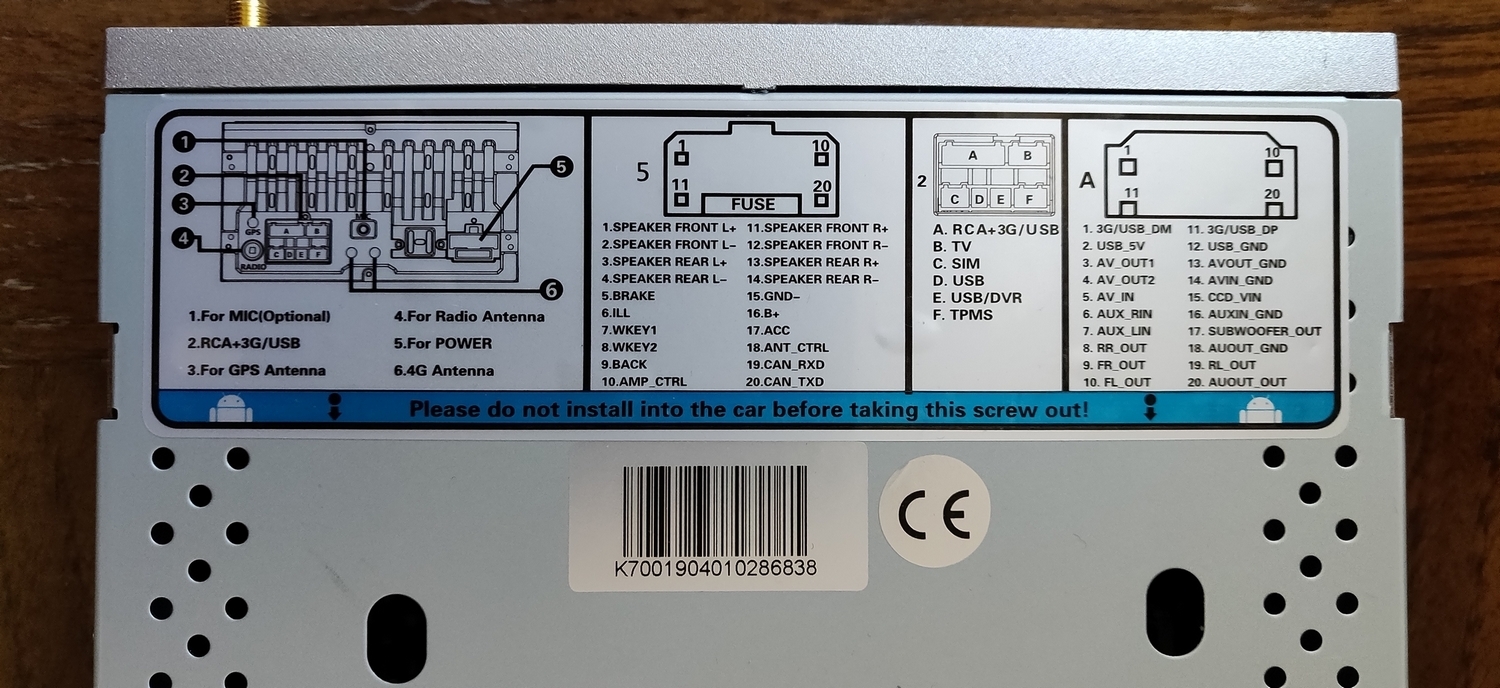 1
2
3
4
5
6
GPS
MIC
RADIO
A B
C D E F
1.For MIC(Optional)
2.RCA+3G/USB
3.For GPS Antenna
4.For Radio Antenna
5.For POWER
6.4G Antenna
5
1 10
11 20
FUSE
1.SPEAKER FRONT L+
2.SPEAKER FRONT L–
3.SPEAKER REAR L+
4.SPEAKER REAR L–
5.BRAKE
6.ILL
7.WKEY1
8.WKEY2
9.BACK
10.AMP_CTRL
11.SPEAKER FRONT R+
12.SPEAKER FRONT R–
13.SPEAKER REAR R+
14.SPEAKER REAR R–
15.GND–
16.B+
17.ACC
18.ANT_CTRL
19.CAN_RXD
20.CAN_TXD
2
A B
C D E F
A. RCA+3G/USB
B. TV
C. SIM
D. USB
E. USB/DVR
F. TPMS
A
1 10
11 20
1. 3G/USB_DM
2. USB_5V
3. AV_OUT1
4. AV_OUT2
5. AV_IN
6. AUX_RIN
7. AUX_LIN
8. RR_OUT
9. FR_OUT
10. FL_OUT
11. 3G/USB_DP
12. USB_GND
13. AVOUT_GND
14. AVIN_GND
15. CCD_VIN
16. AUXIN_GND
17. SUBWOOFER_OUT
18. AUOUT_GND
19. RL_OUT
20. AUOUT_OUT
Please do not install into the car before taking this screw out!
K7001904010286838
CE